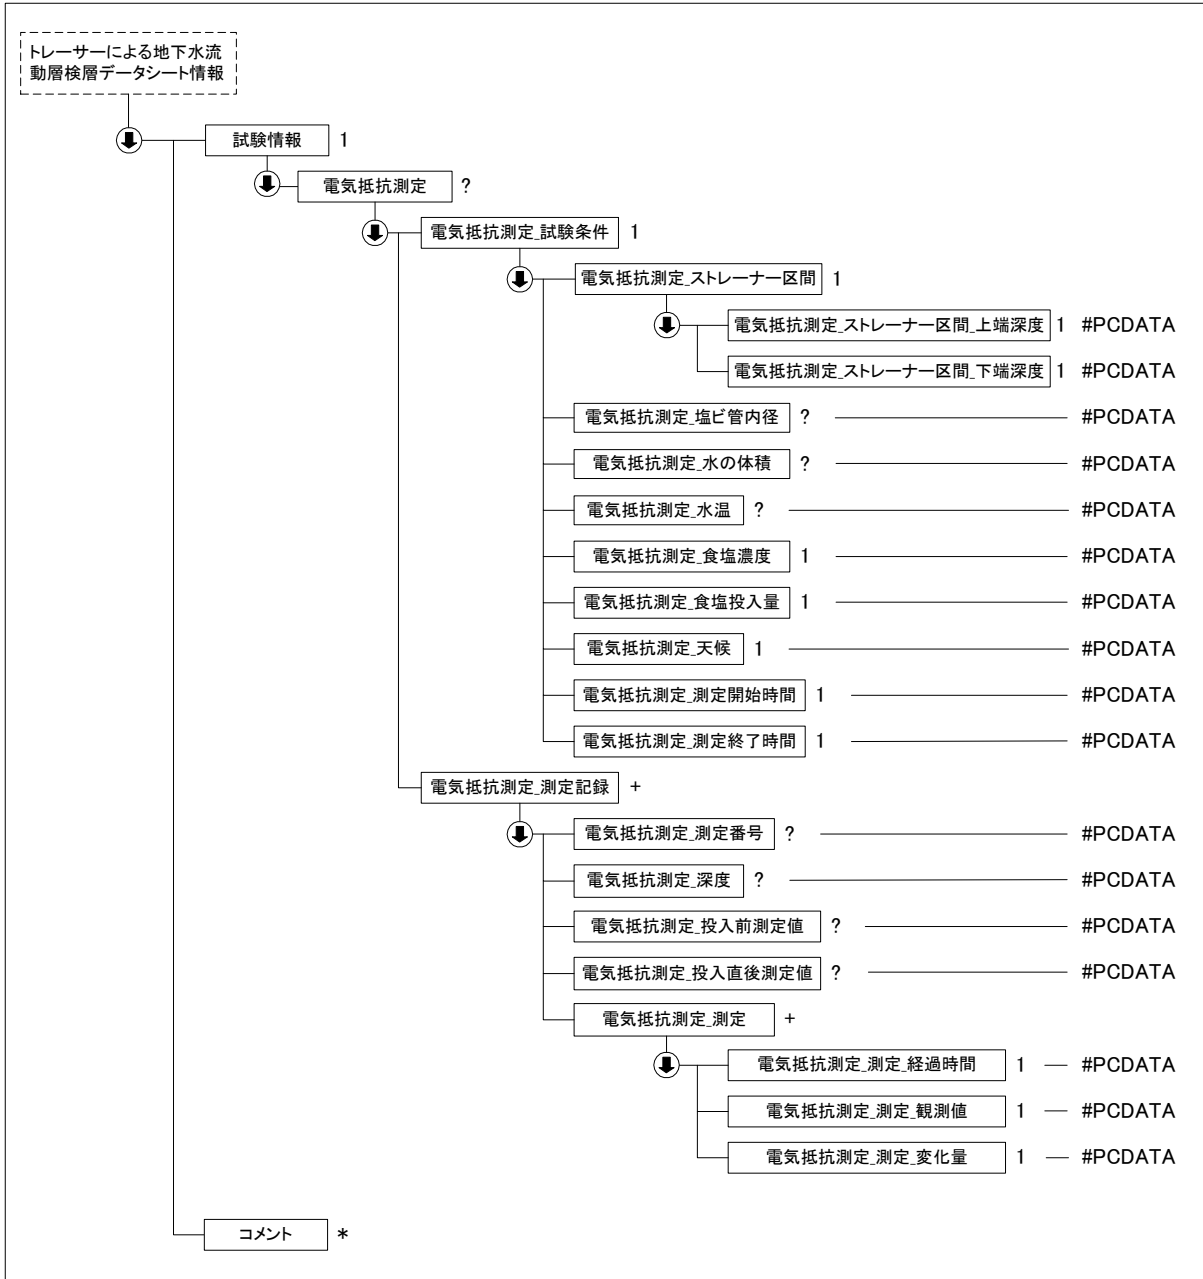 トレーサーによる地下水流
動層検層データシート情報
試験情報 1
電気抵抗測定 ?
電気抵抗測定_試験条件 1
電気抵抗測定_ストレーナー区間 1
電気抵抗測定_ストレーナー区間_上端深度 1 #PCDATA
電気抵抗測定_ストレーナー区間_下端深度 1 #PCDATA
電気抵抗測定_塩ビ管内径 ? #PCDATA
電気抵抗測定_水の体積 ? #PCDATA
電気抵抗測定_水温 ? #PCDATA
電気抵抗測定_食塩濃度 1 #PCDATA
電気抵抗測定_食塩投入量 1 #PCDATA
電気抵抗測定_天候 1 #PCDATA
電気抵抗測定_測定開始時間 1 #PCDATA
電気抵抗測定_測定終了時間 1 #PCDATA
電気抵抗測定_測定記録 +
電気抵抗測定_測定番号 ? #PCDATA
電気抵抗測定_深度 ? #PCDATA
電気抵抗測定_投入前測定値 ? #PCDATA
電気抵抗測定_投入直後測定値 ? #PCDATA
電気抵抗測定_測定 +
電気抵抗測定_測定_経過時間 1 #PCDATA
電気抵抗測定_測定_観測値 1 #PCDATA
電気抵抗測定_測定_変化量 1 #PCDATA
コメント *